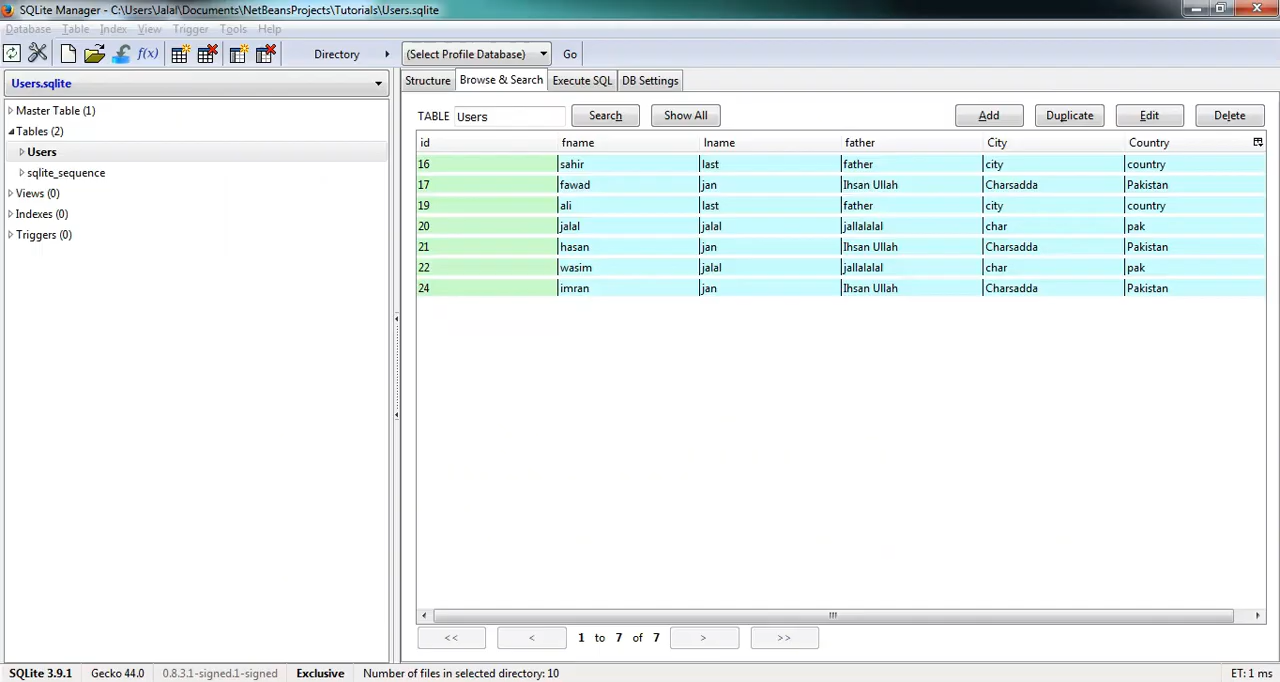 SQLite Manager - C:\Users\Jalal\Documents\NetBeansProjects\Tutorials\Users.sqlite
Database Table Index View Trigger Tools Help
f(x) Directory (Select Profile Database) Go
Users.sqlite
Master Table (1)
Tables (2)
Users
sqlite_sequence
Views (0)
Indexes (0)
Triggers (0)
Structure Browse & Search Execute SQL DB Settings
TABLE Users Search Show All Add Duplicate Edit Delete
id fname lname father City Country
16 sahir last father city country
17 fawad jan Ihsan Ullah Charsadda Pakistan
19 ali last father city country
20 jalal jalal jallalalal char pak
21 hasan jan Ihsan Ullah Charsadda Pakistan
22 wasim jalal jallalalal char pak
24 imran jan Ihsan Ullah Charsadda Pakistan
<< < 1 to 7 of 7 > >>
SQLite 3.9.1 Gecko 44.0 0.8.3.1-signed.1-signed Exclusive Number of files in selected directory: 10 ET: 1 ms